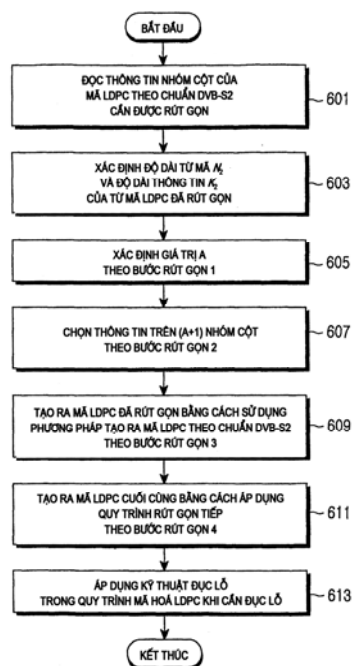 BẮT ĐẦU
ĐỌC THÔNG TIN NHÓM CỘT CỦA
MÃ LDPC THEO CHUẨN DVB-S2
CẦN ĐƯỢC RÚT GỌN
601
XÁC ĐỊNH ĐỘ DÀI TỪ MÃ N₂
VÀ ĐỘ DÀI THÔNG TIN K₂
CỦA TỪ MÃ LDPC ĐÃ RÚT GỌN
603
XÁC ĐỊNH GIÁ TRỊ A
THEO BƯỚC RÚT GỌN 1
605
CHỌN THÔNG TIN TRÊN (A+1) NHÓM CỘT
THEO BƯỚC RÚT GỌN 2
607
TẠO RA MÃ LDPC ĐÃ RÚT GỌN BẰNG CÁCH SỬ DỤNG
PHƯƠNG PHÁP TẠO RA MÃ LDPC THEO CHUẨN DVB-S2
THEO BƯỚC RÚT GỌN 3
609
TẠO RA MÃ LDPC CUỐI CÙNG BẰNG CÁCH ÁP DỤNG
QUY TRÌNH RÚT GỌN TIẾP
THEO BƯỚC RÚT GỌN 4
611
ÁP DỤNG KỸ THUẬT ĐỤC LỖ
TRONG QUY TRÌNH MÃ HOÁ LDPC KHI CẦN ĐỤC LỖ
613
KẾT THÚC